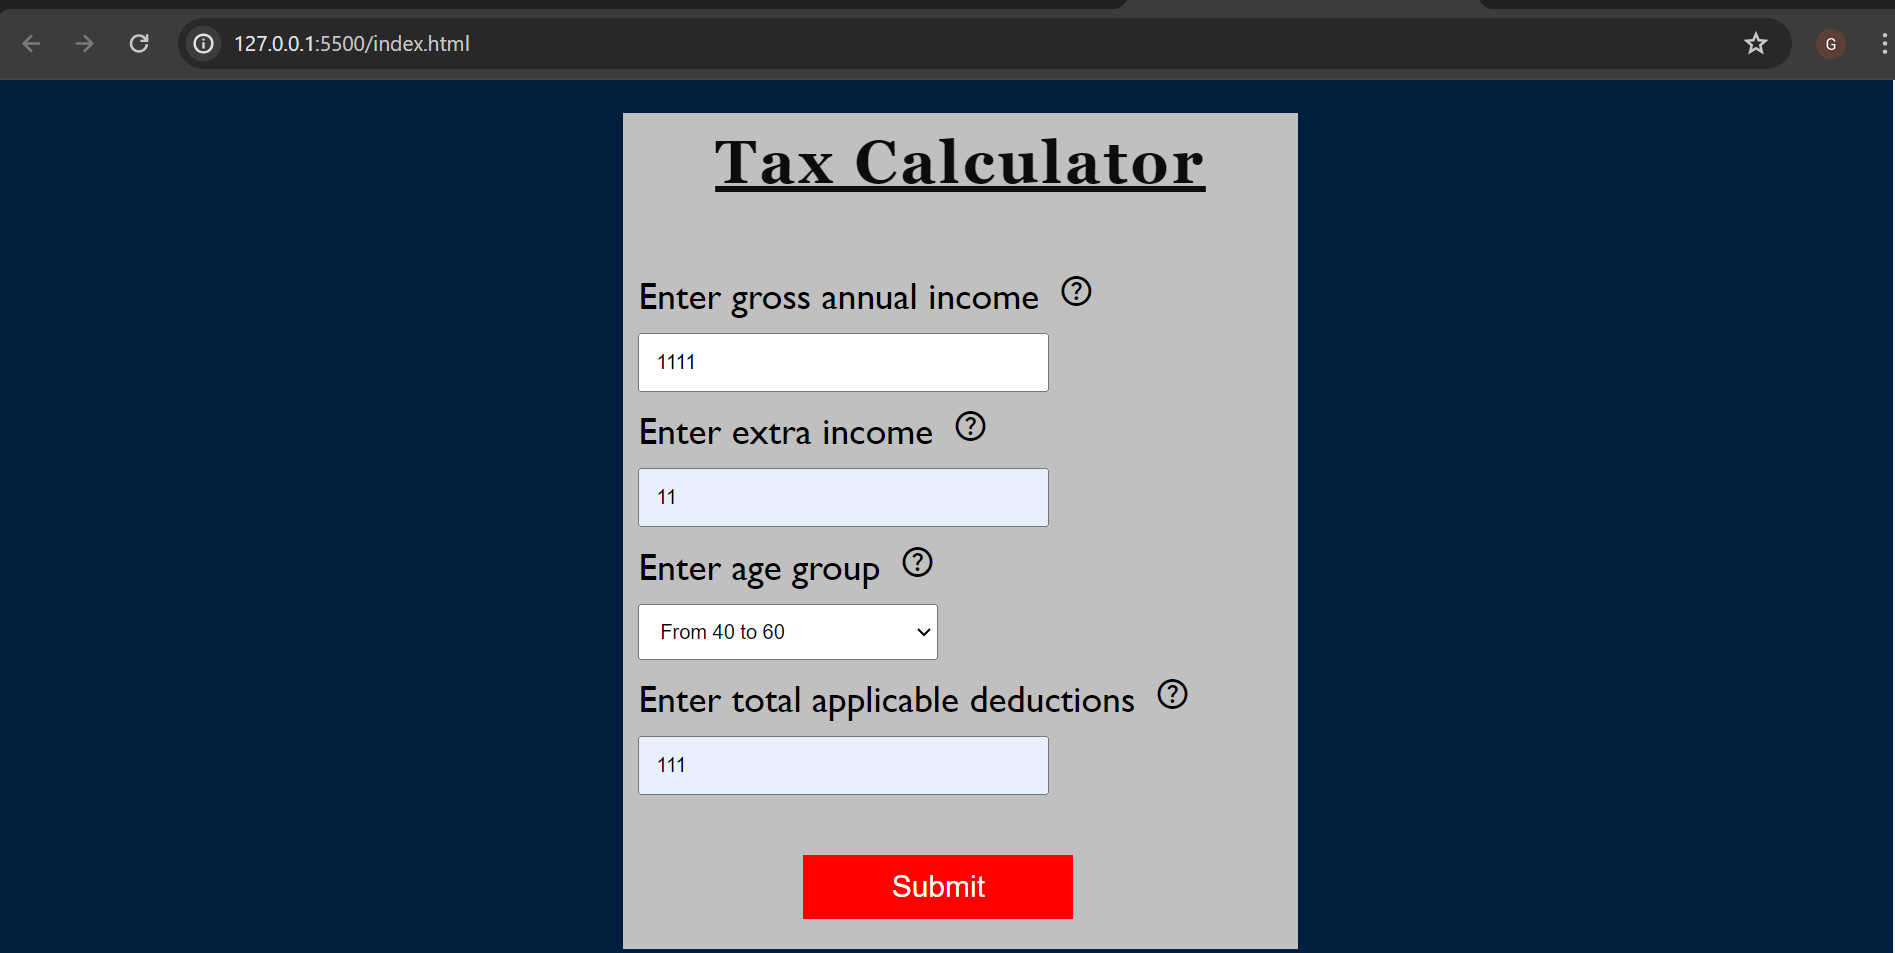 127.0.0.1:5500/index.html
G
Tax Calculator
Enter gross annual income ?
1111
Enter extra income ?
11
Enter age group ?
From 40 to 60
Enter total applicable deductions ?
111
Submit